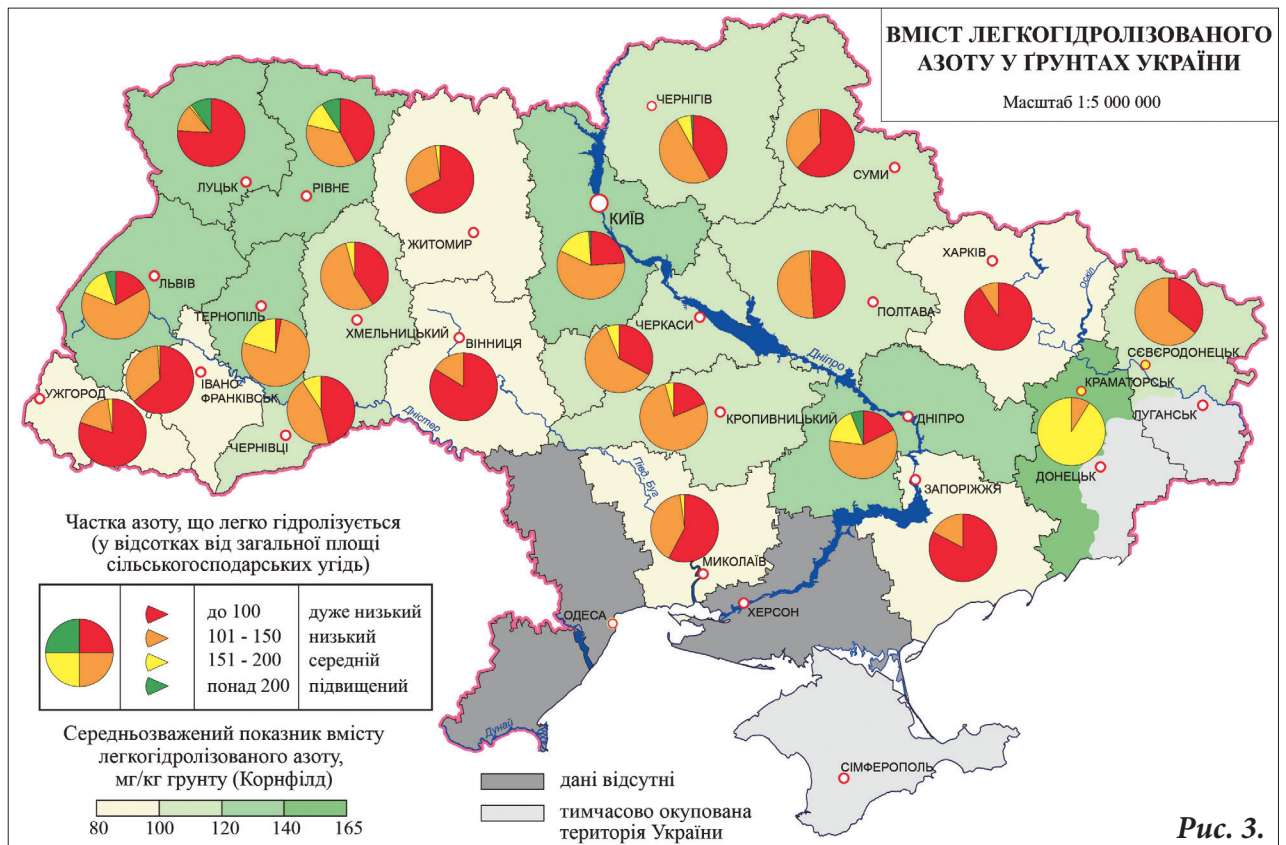 ВМІСТ ЛЕГКОГІДРОЛІЗОВАНОГО
АЗОТУ У ҐРУНТАХ УКРАЇНИ
Масштаб 1:5 000 000
ЧЕРНІГІВ
СУМИ
ЛУЦЬК
РІВНЕ
КИЇВ
ЖИТОМИР
ХАРКІВ
ЛЬВІВ
Оскіл
ТЕРНОПІЛЬ
ХМЕЛЬНИЦЬКИЙ
ВІННИЦЯ
ЧЕРКАСИ
ПОЛТАВА
СЄВЄРОДОНЕЦЬК
Дніпро
КРАМАТОРСЬК
УЖГОРОД
ІВАНО-
ФРАНКІВСЬК
ЛУГАНСЬК
Дністер
КРОПИВНИЦЬКИЙ
ДНІПРО
ЧЕРНІВЦІ
Півд. Буг
ДОНЕЦЬК
ЗАПОРІЖЖЯ
МИКОЛАЇВ
ОДЕСА
ХЕРСОН
Дунай
СІМФЕРОПОЛЬ
Частка азоту, що легко гідролізується
(у відсотках від загальної площі
сільськогосподарських угідь)
до 100 дуже низький
101 - 150 низький
151 - 200 середній
понад 200 підвищений
Середньозважений показник вмісту
легкогідролізованого азоту,
мг/кг грунту (Корнфілд)
80 100 120 140 165
дані відсутні
тимчасово окупована
територія України
Рис. 3.